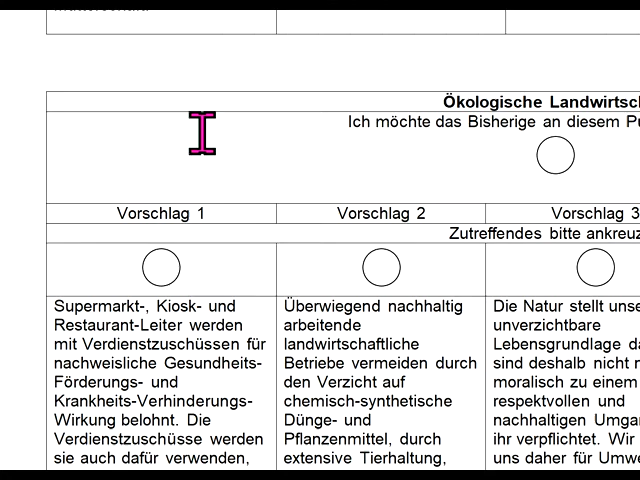 Ökologische Landwirtsc
Ich möchte das Bisherige an diesem
Vorschlag 1
Vorschlag 2
Vorschlag 3
Zutreffendes bitte ankreuz
Supermarkt-, Kiosk- und
Restaurant-Leiter werden
mit Verdienstzuschüssen für
nachweisliche Gesundheits-
Förderungs- und
Krankheits-Verhinderungs-
Wirkung belohnt. Die
Verdienstzuschüsse werden
sie auch dafür verwenden,
Überwiegend nachhaltig
arbeitende
landwirtschaftliche
Betriebe vermeiden durch
den Verzicht auf
chemisch-synthetische
Dünge- und
Pflanzenmittel, durch
extensive Tierhaltung,
Die Natur stellt uns
unverzichtbare
Lebensgrundlage da
sind deshalb nicht
moralisch zu einem
respektvollen und
nachhaltigen Umga
ihr verpflichtet. Wir
uns daher für Umwe